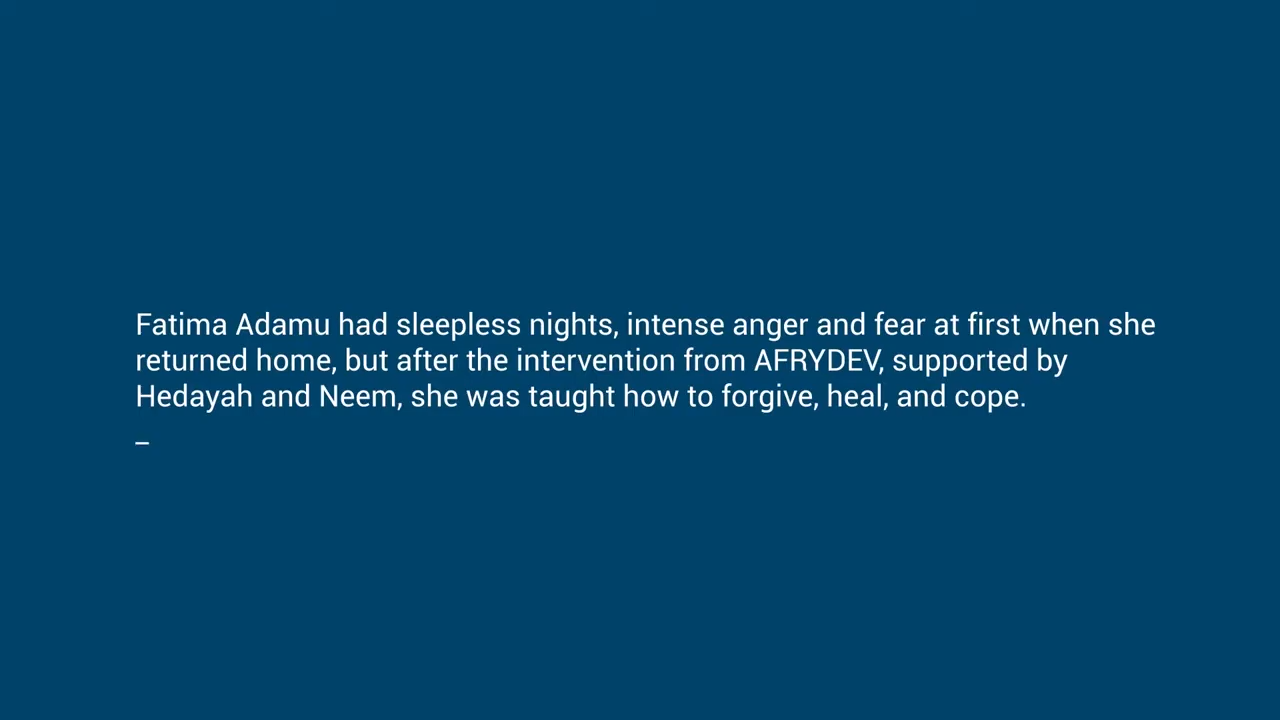 Fatima Adamu had sleepless nights, intense anger and fear at first when she
returned home, but after the intervention from AFRYDEV, supported by
Hedayah and Neem, she was taught how to forgive, heal, and cope.
_